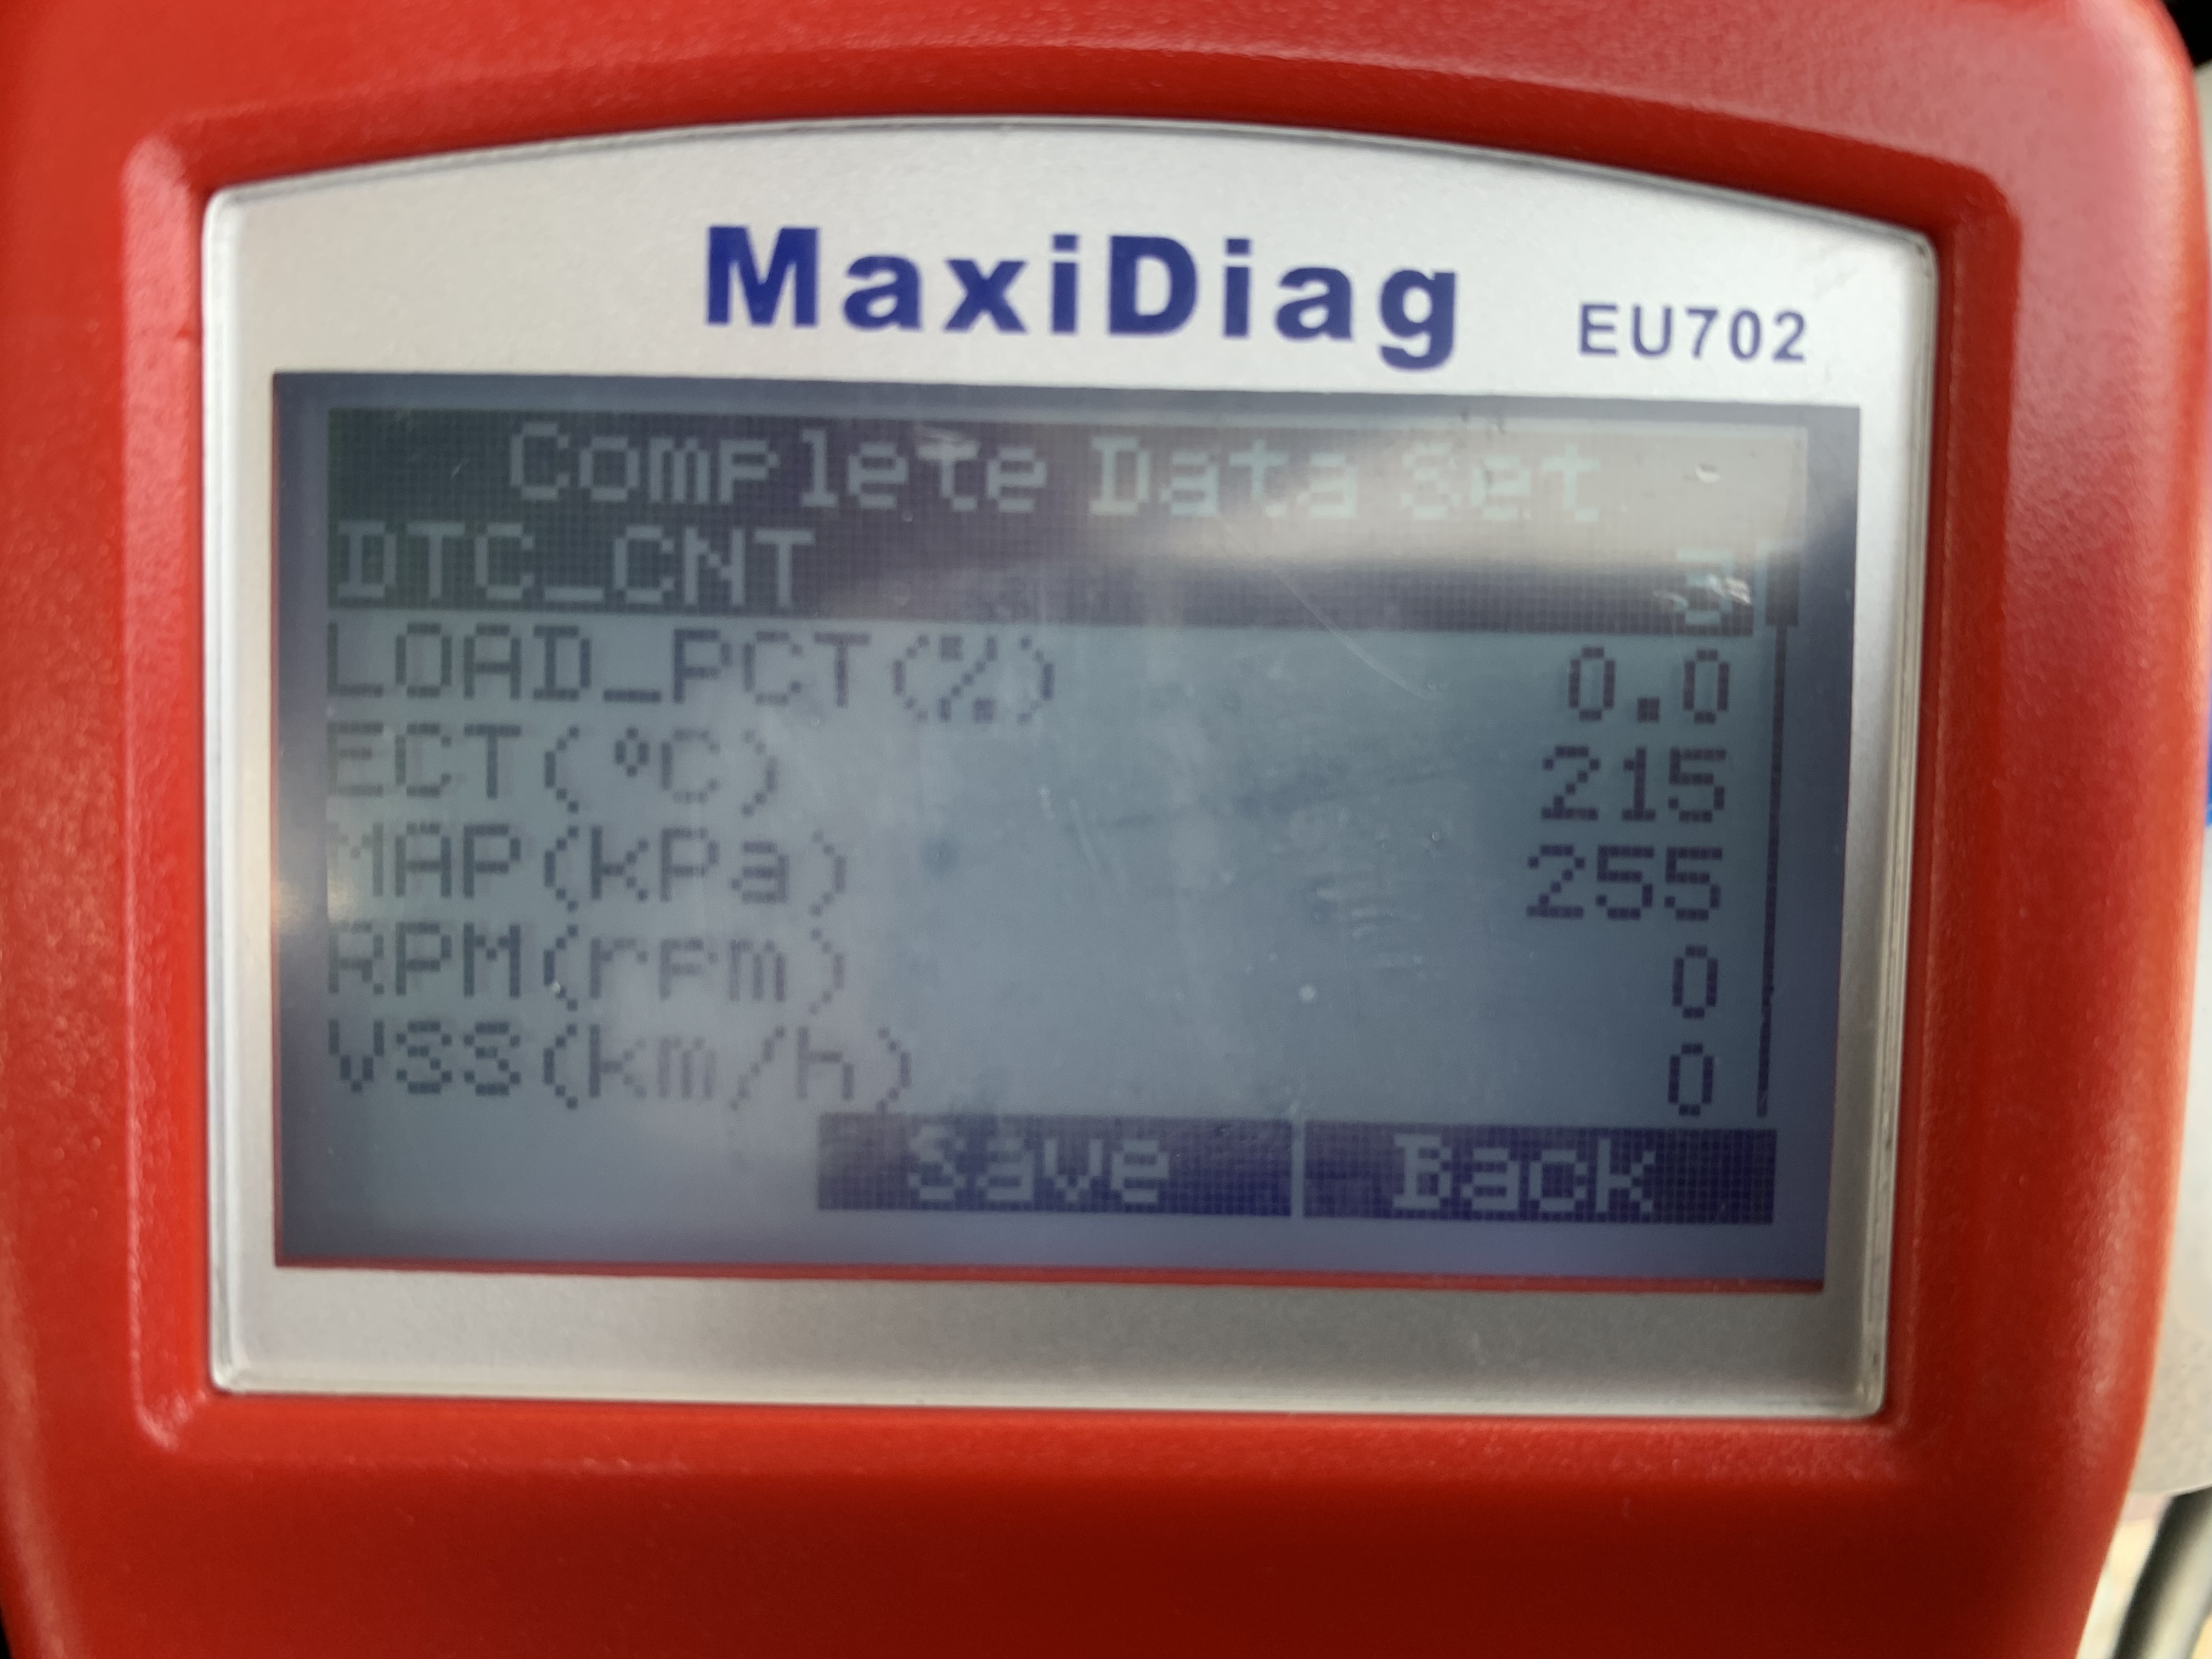 MaxiDiag EU702
Complete Data Set
DTC_CNT 3
LOAD_PCT(%) 0.0
ECT(°C) 215
MAP(kPa) 255
RPM(rpm) 0
VSS(km/h) 0
Save Back